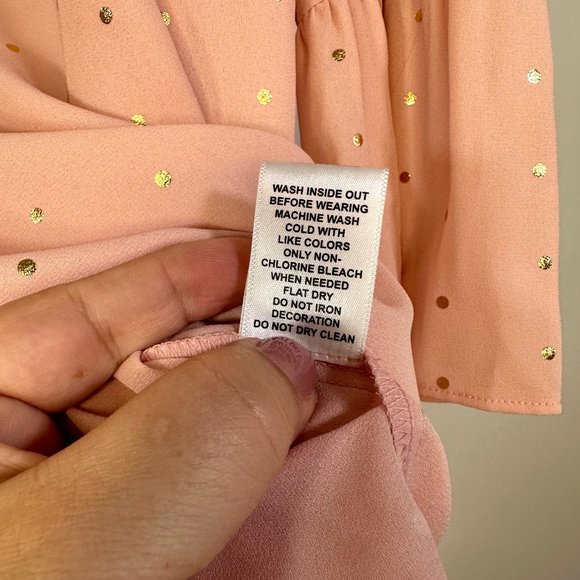 WASH INSIDE OUT
BEFORE WEARING
MACHINE WASH
COLD WITH
LIKE COLORS
ONLY NON-
CHLORINE BLEACH
WHEN NEEDED
FLAT DRY
DO NOT IRON
DECORATION
DO NOT DRY CLEAN